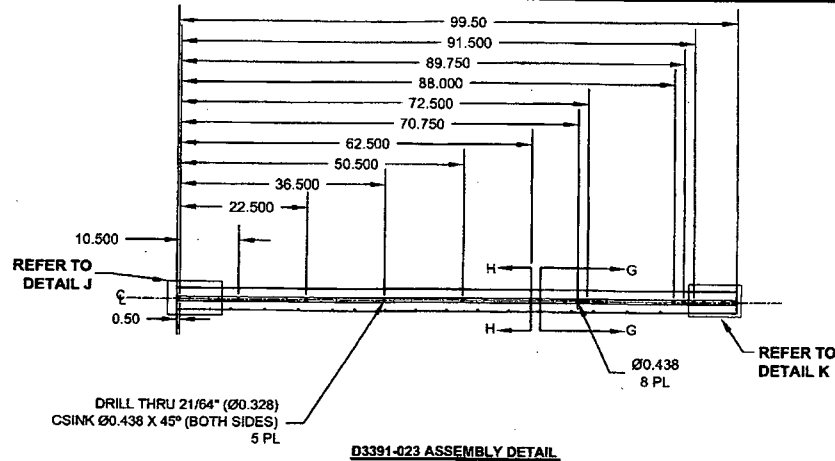 99.50
91.500
89.750
88.000
72.500
70.750
62.500
50.500
36.500
22.500
10.500
REFER TO
DETAIL J
H
G
℄
0.50
H
G
Ø0.438
8 PL
REFER TO
DETAIL K
DRILL THRU 21/64" (Ø0.328)
CSINK Ø0.438 X 45° (BOTH SIDES)
5 PL
D3391-023 ASSEMBLY DETAIL